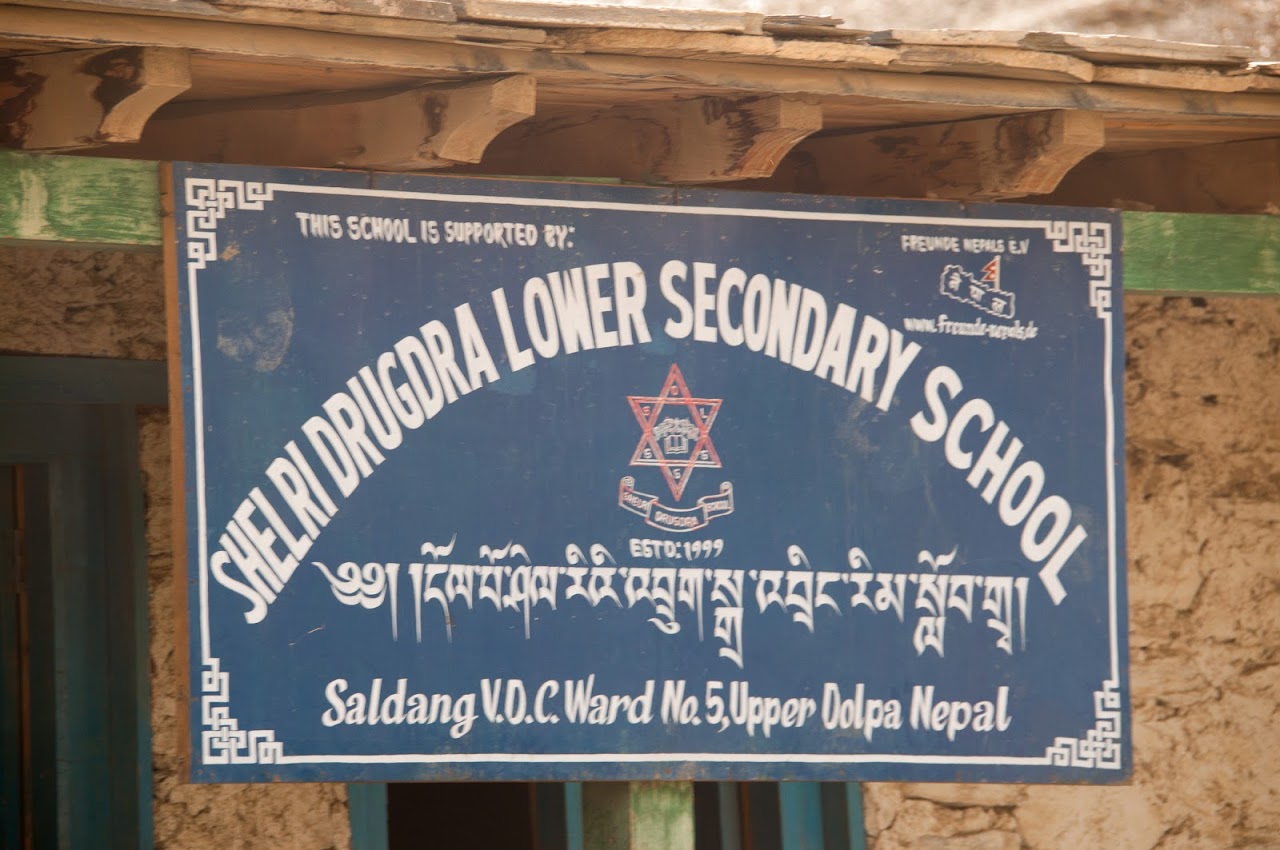 THIS SCHOOL IS SUPPORTED BY:
FREUNDE NEPALS E.V
नेपाल
www.freunde-nepals.de
SHELRI DRUGDRA LOWER SECONDARY SCHOOL
DRUGDRA
ESTD: 1999
༄༅། །དོལ་པོ་ཤེལ་རི་འི་འབྲུག་སྒྲ་འབྲིང་རིམ་སློབ་གྲྭ།
Saldang V.D.C. Ward No. 5, Upper Dolpa Nepal